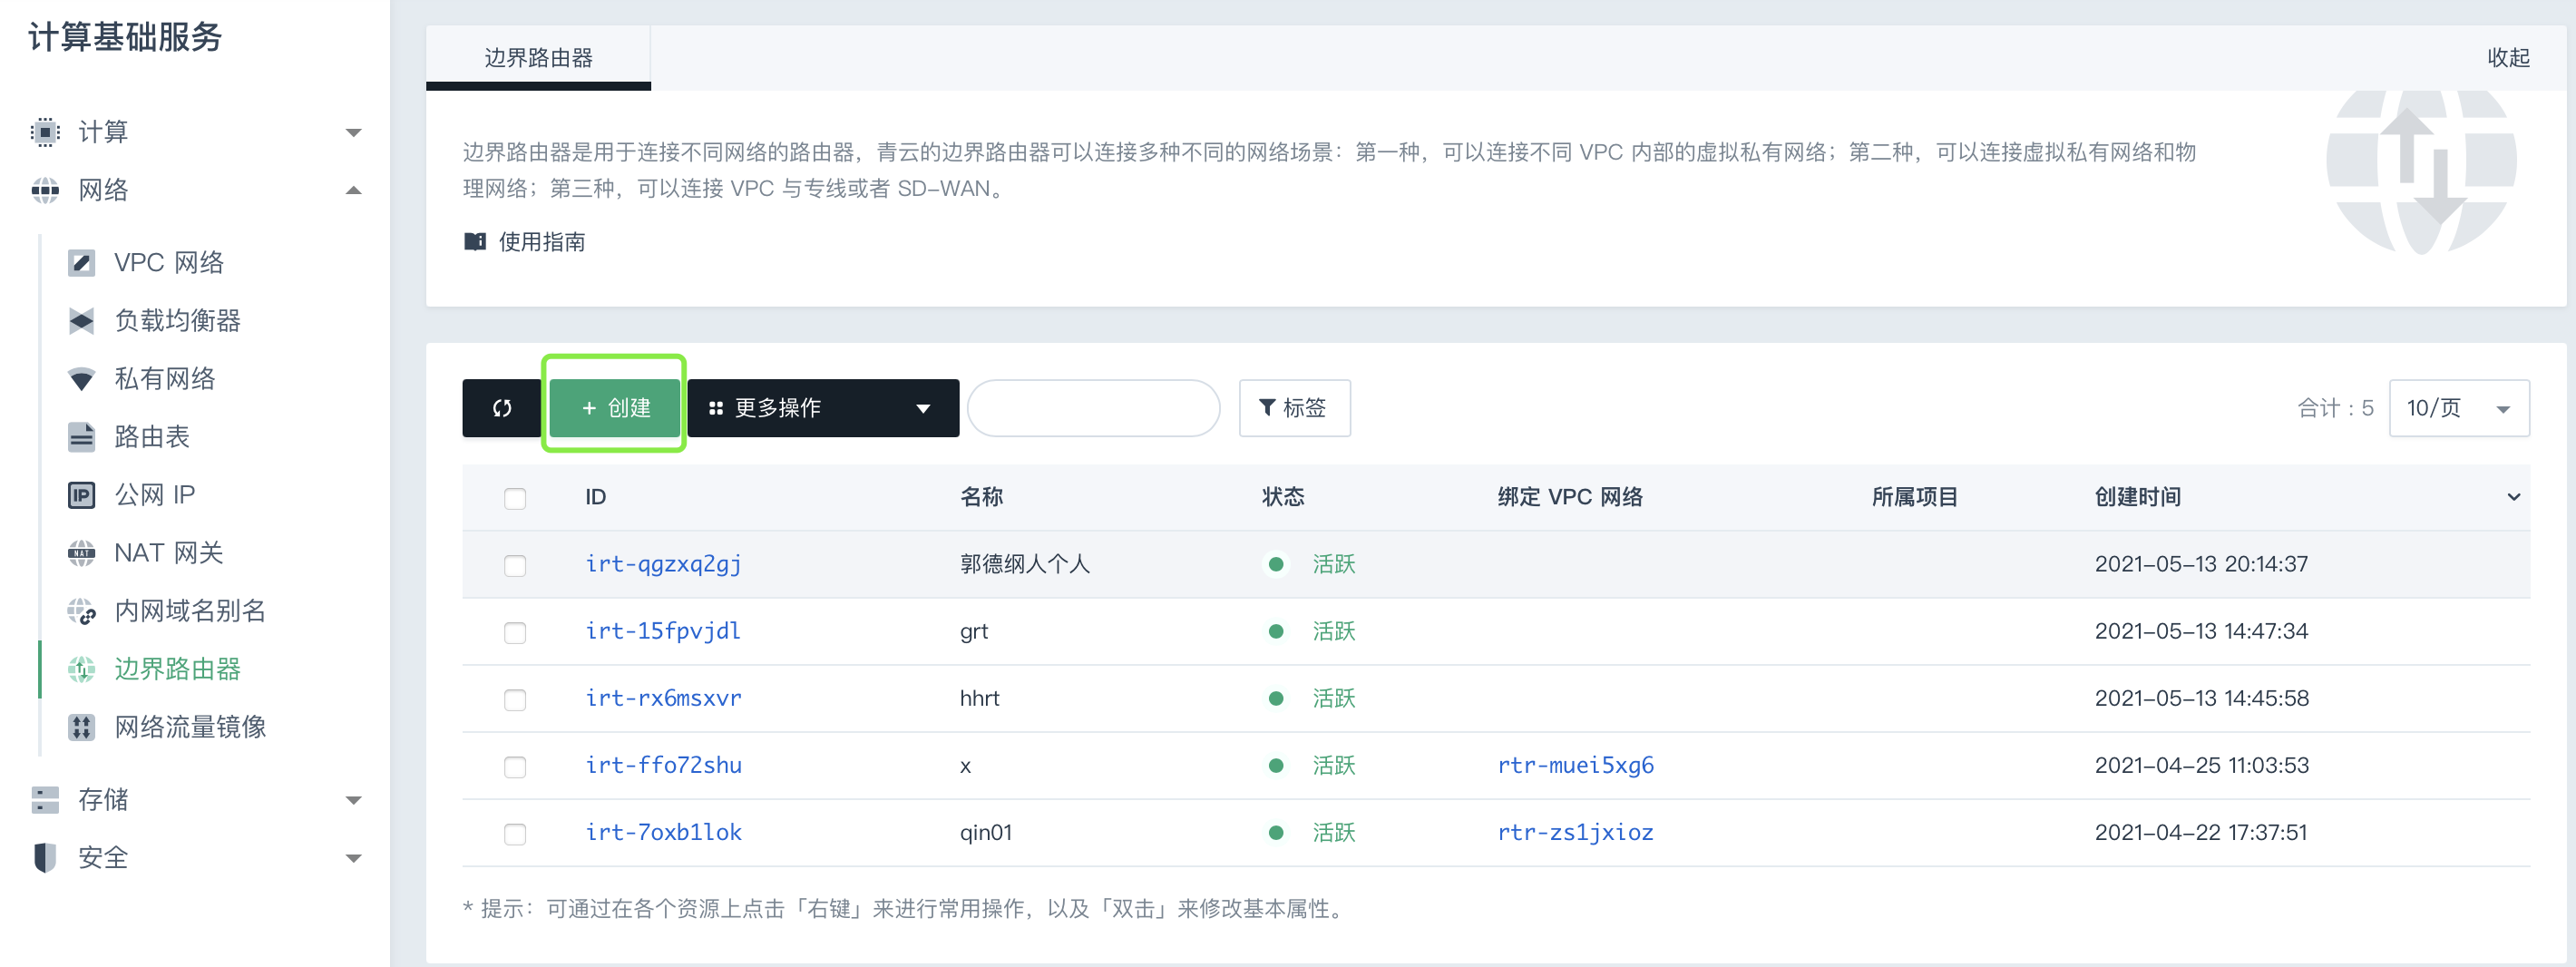 计算基础服务
计算
网络
VPC 网络
负载均衡器
私有网络
路由表
IP 公网 IP
NAT NAT 网关
内网域名别名
边界路由器
网络流量镜像
存储
安全
边界路由器 收起
边界路由器是用于连接不同网络的路由器，青云的边界路由器可以连接多种不同的网络场景：第一种，可以连接不同 VPC 内部的虚拟私有网络；第二种，可以连接虚拟私有网络和物
理网络；第三种，可以连接 VPC 与专线或者 SD-WAN。
使用指南
+ 创建 更多操作 标签 合计：5 10/页
ID 名称 状态 绑定 VPC 网络 所属项目 创建时间
irt-qgzxq2gj 郭德纲人个人 活跃 2021-05-13 20:14:37
irt-15fpvjdl grt 活跃 2021-05-13 14:47:34
irt-rx6msxvr hhrt 活跃 2021-05-13 14:45:58
irt-ffo72shu x 活跃 rtr-muei5xg6 2021-04-25 11:03:53
irt-7oxb1lok qin01 活跃 rtr-zs1jxioz 2021-04-22 17:37:51
* 提示：可通过在各个资源上点击「右键」来进行常用操作，以及「双击」来修改基本属性。